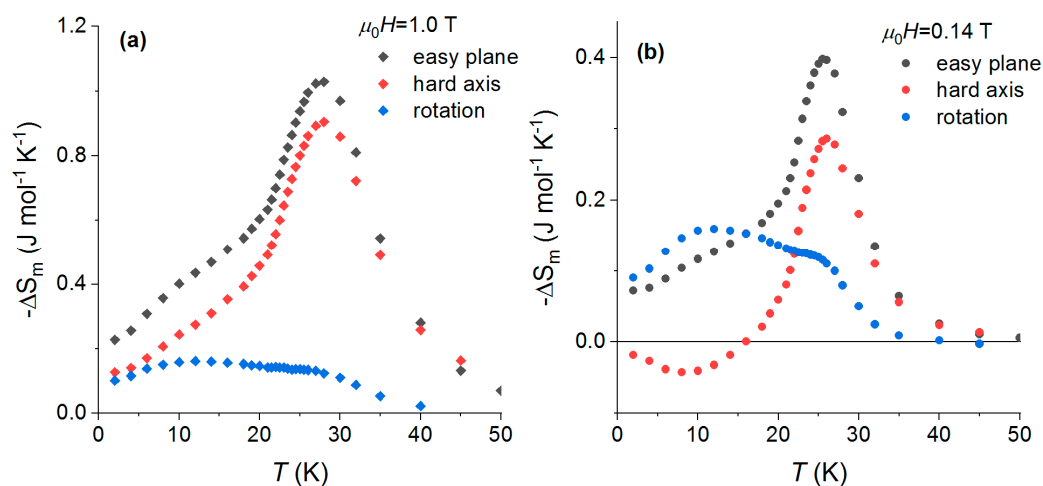 (a)
μ₀H=1.0 T
easy plane
hard axis
rotation
1.2
0.8
0.4
0.0
-ΔSₘ (J mol⁻¹ K⁻¹)
0 10 20 30 40 50
T (K)
(b)
μ₀H=0.14 T
easy plane
hard axis
rotation
0.4
0.2
0.0
-ΔSₘ (J mol⁻¹ K⁻¹)
0 10 20 30 40 50
T (K)